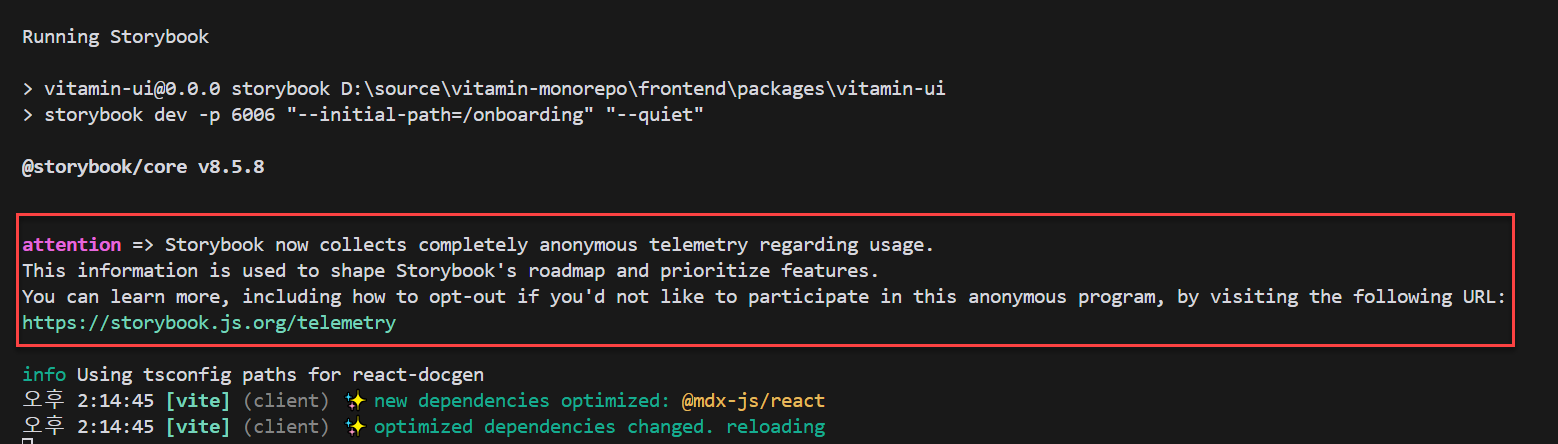 Running Storybook
> vitamin-ui@0.0.0 storybook D:\source\vitamin-monorepo\frontend\packages\vitamin-ui
> storybook dev -p 6006 "--initial-path=/onboarding" "--quiet"
@storybook/core v8.5.8
attention => Storybook now collects completely anonymous telemetry regarding usage.
This information is used to shape Storybook's roadmap and prioritize features.
You can learn more, including how to opt-out if you'd not like to participate in this anonymous program, by visiting the following URL:
https://storybook.js.org/telemetry
info Using tsconfig paths for react-docgen
오후 2:14:45 [vite] (client) ✨ new dependencies optimized: @mdx-js/react
오후 2:14:45 [vite] (client) ✨ optimized dependencies changed. reloading